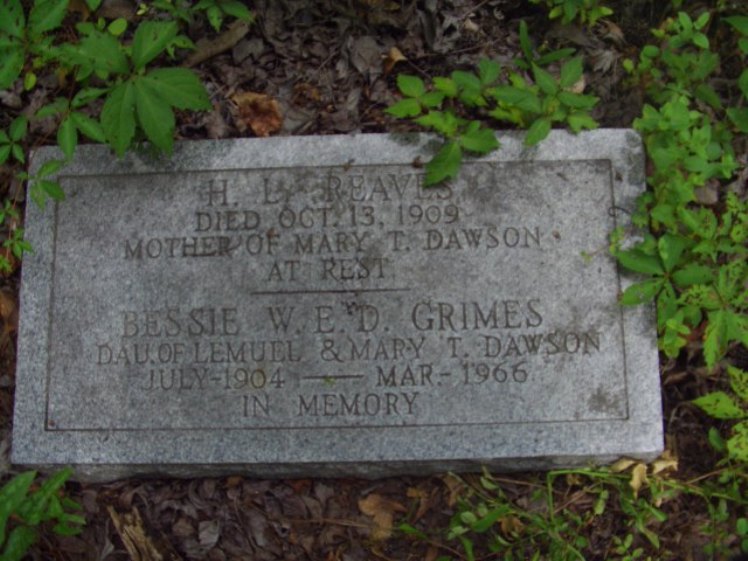 H. L. REAVES
DIED OCT. 13, 1909
MOTHER OF MARY T. DAWSON
AT REST
BESSIE W. E. D. GRIMES
DAU. OF LEMUEL & MARY T. DAWSON
JULY-1904 — MAR.-1966
IN MEMORY